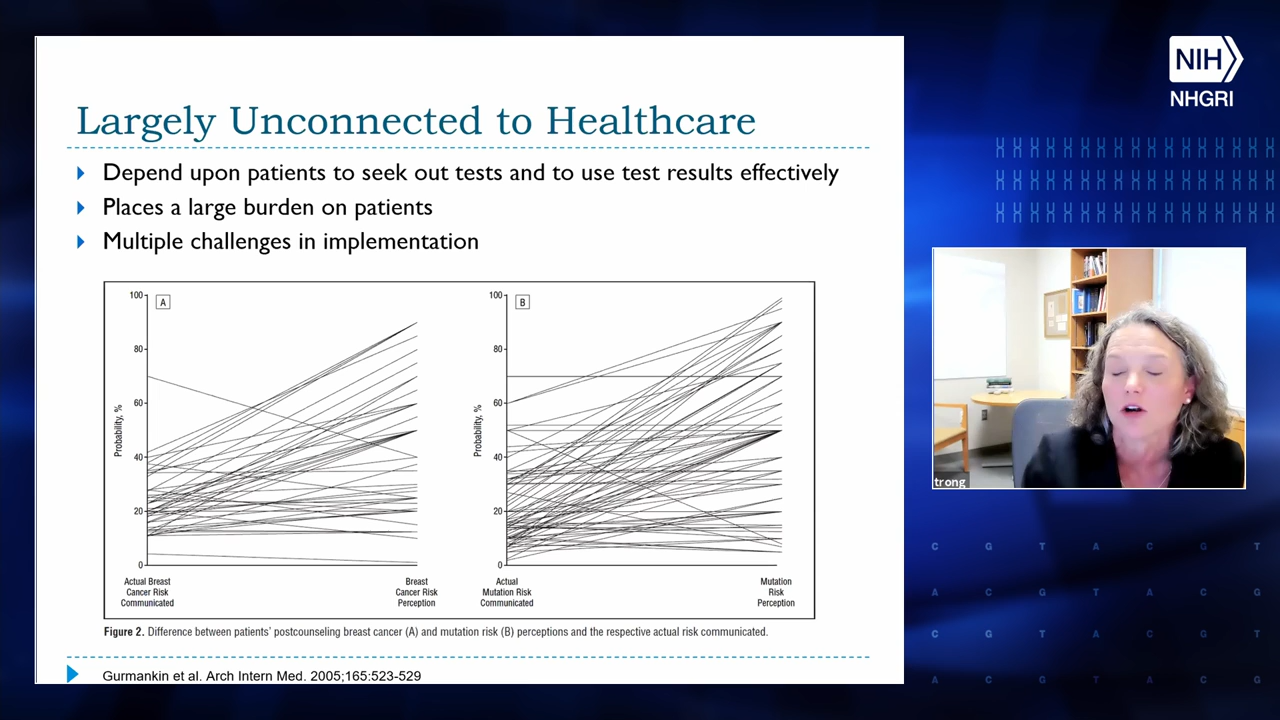 NIH
NHGRI
Largely Unconnected to Healthcare
Depend upon patients to seek out tests and to use test results effectively
Places a large burden on patients
Multiple challenges in implementation
A
100
80
60
40
20
0
Probability, %
Actual Breast
Cancer Risk
Communicated
Breast
Cancer Risk
Perception
B
100
80
60
40
20
0
Probability, %
Actual
Mutation Risk
Communicated
Mutation
Risk
Perception
Figure 2. Difference between patients' postcounseling breast cancer (A) and mutation risk (B) perceptions and the respective actual risk communicated.
Gurmankin et al. Arch Intern Med. 2005;165:523-529
trong
C G T A C G T
A C G T A C G
C G T A C G T
A C G T A C G